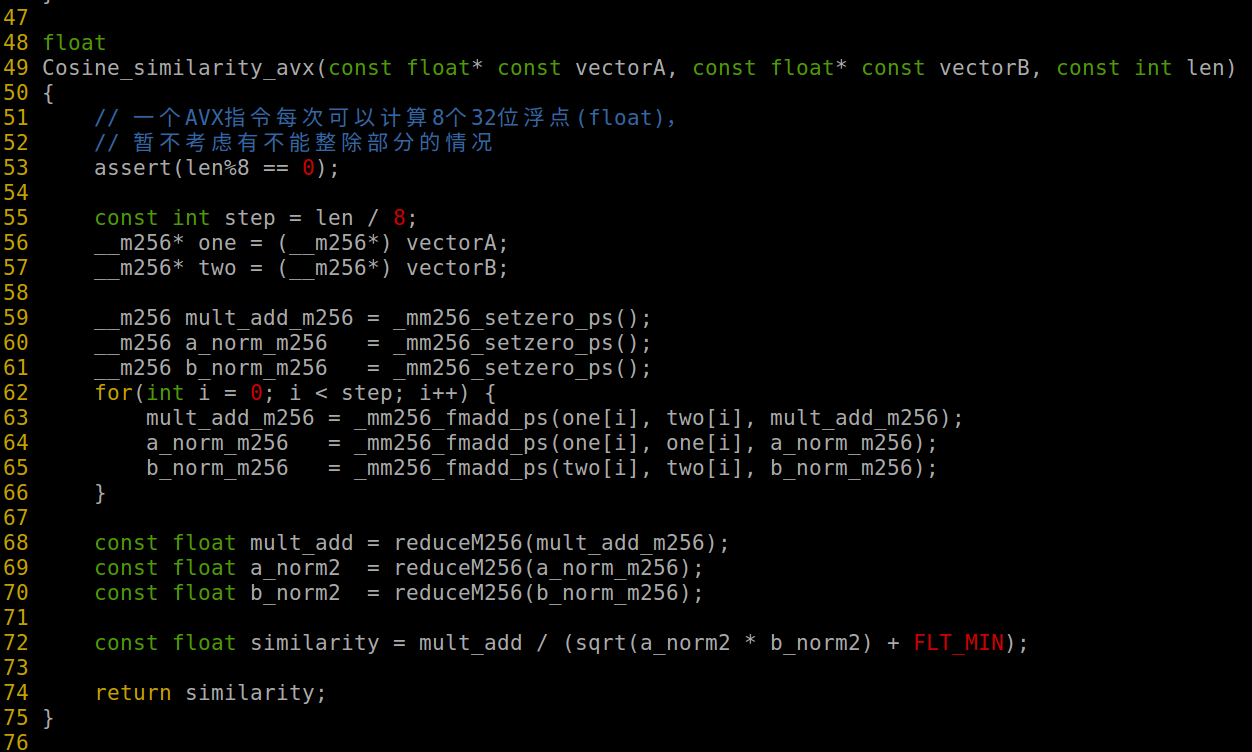 }
47
48 float
49 Cosine_similarity_avx(const float* const vectorA, const float* const vectorB, const int len)
50 {
51     // 一个AVX指令每次可以计算8个32位浮点(float),
52     // 暂不考虑有不能整除部分的情况
53     assert(len%8 == 0);
54
55     const int step = len / 8;
56     __m256* one = (__m256*) vectorA;
57     __m256* two = (__m256*) vectorB;
58
59     __m256 mult_add_m256 = _mm256_setzero_ps();
60     __m256 a_norm_m256   = _mm256_setzero_ps();
61     __m256 b_norm_m256   = _mm256_setzero_ps();
62     for(int i = 0; i < step; i++) {
63         mult_add_m256 = _mm256_fmadd_ps(one[i], two[i], mult_add_m256);
64         a_norm_m256   = _mm256_fmadd_ps(one[i], one[i], a_norm_m256);
65         b_norm_m256   = _mm256_fmadd_ps(two[i], two[i], b_norm_m256);
66     }
67
68     const float mult_add = reduceM256(mult_add_m256);
69     const float a_norm2  = reduceM256(a_norm_m256);
70     const float b_norm2  = reduceM256(b_norm_m256);
71
72     const float similarity = mult_add / (sqrt(a_norm2 * b_norm2) + FLT_MIN);
73
74     return similarity;
75 }
76